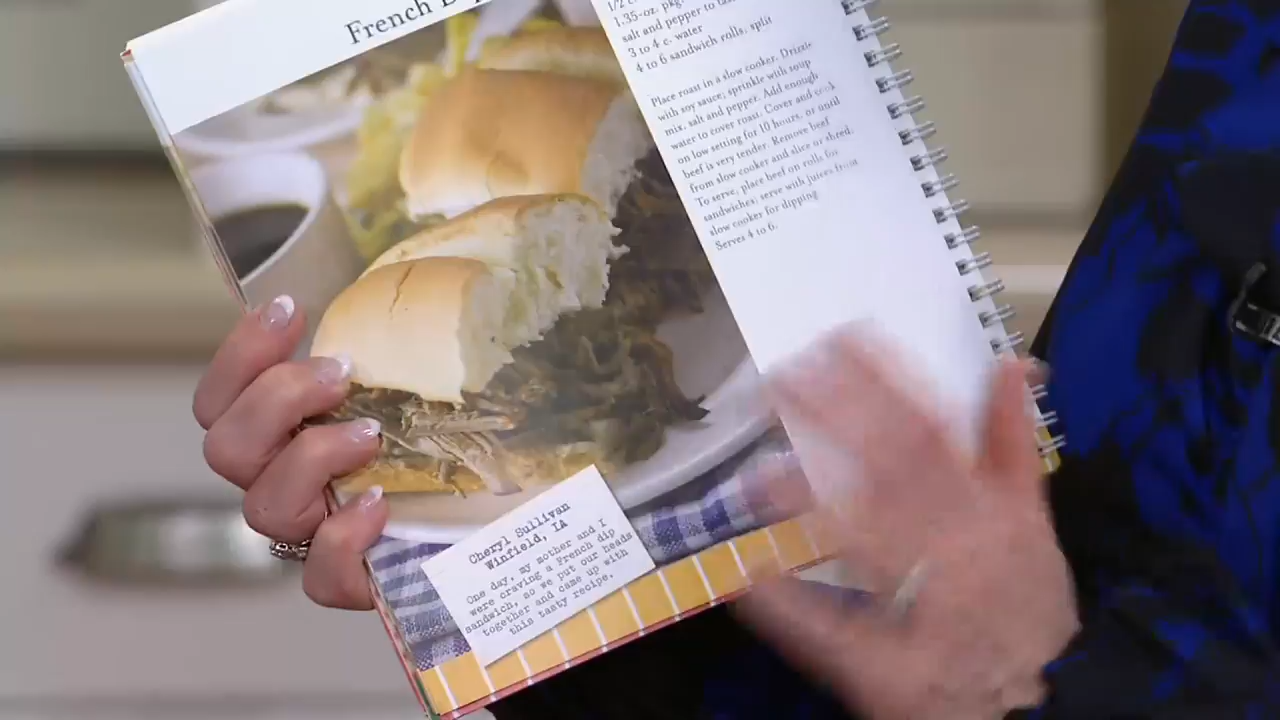 French
1/2 c.
1.35-oz. pkg.
salt and pepper to
3 to 4 c. water
4 to 6 sandwich rolls, split
Place roast in a slow cooker. Drizzle
with soy sauce; sprinkle with soup
mix, salt and pepper. Add enough
water to cover roast. Cover and cook
on low setting for 10 hours, or until
beef is very tender. Remove beef
from slow cooker and slice or shred.
To serve, place beef on rolls for
sandwiches; serve with juices from
slow cooker for dipping.
Serves 4 to 6.
Cheryl Sullivan
Winfield, IA
One day, my mother and I
were craving a French dip
sandwich, so we put our heads
together and came up with
this tasty recipe.